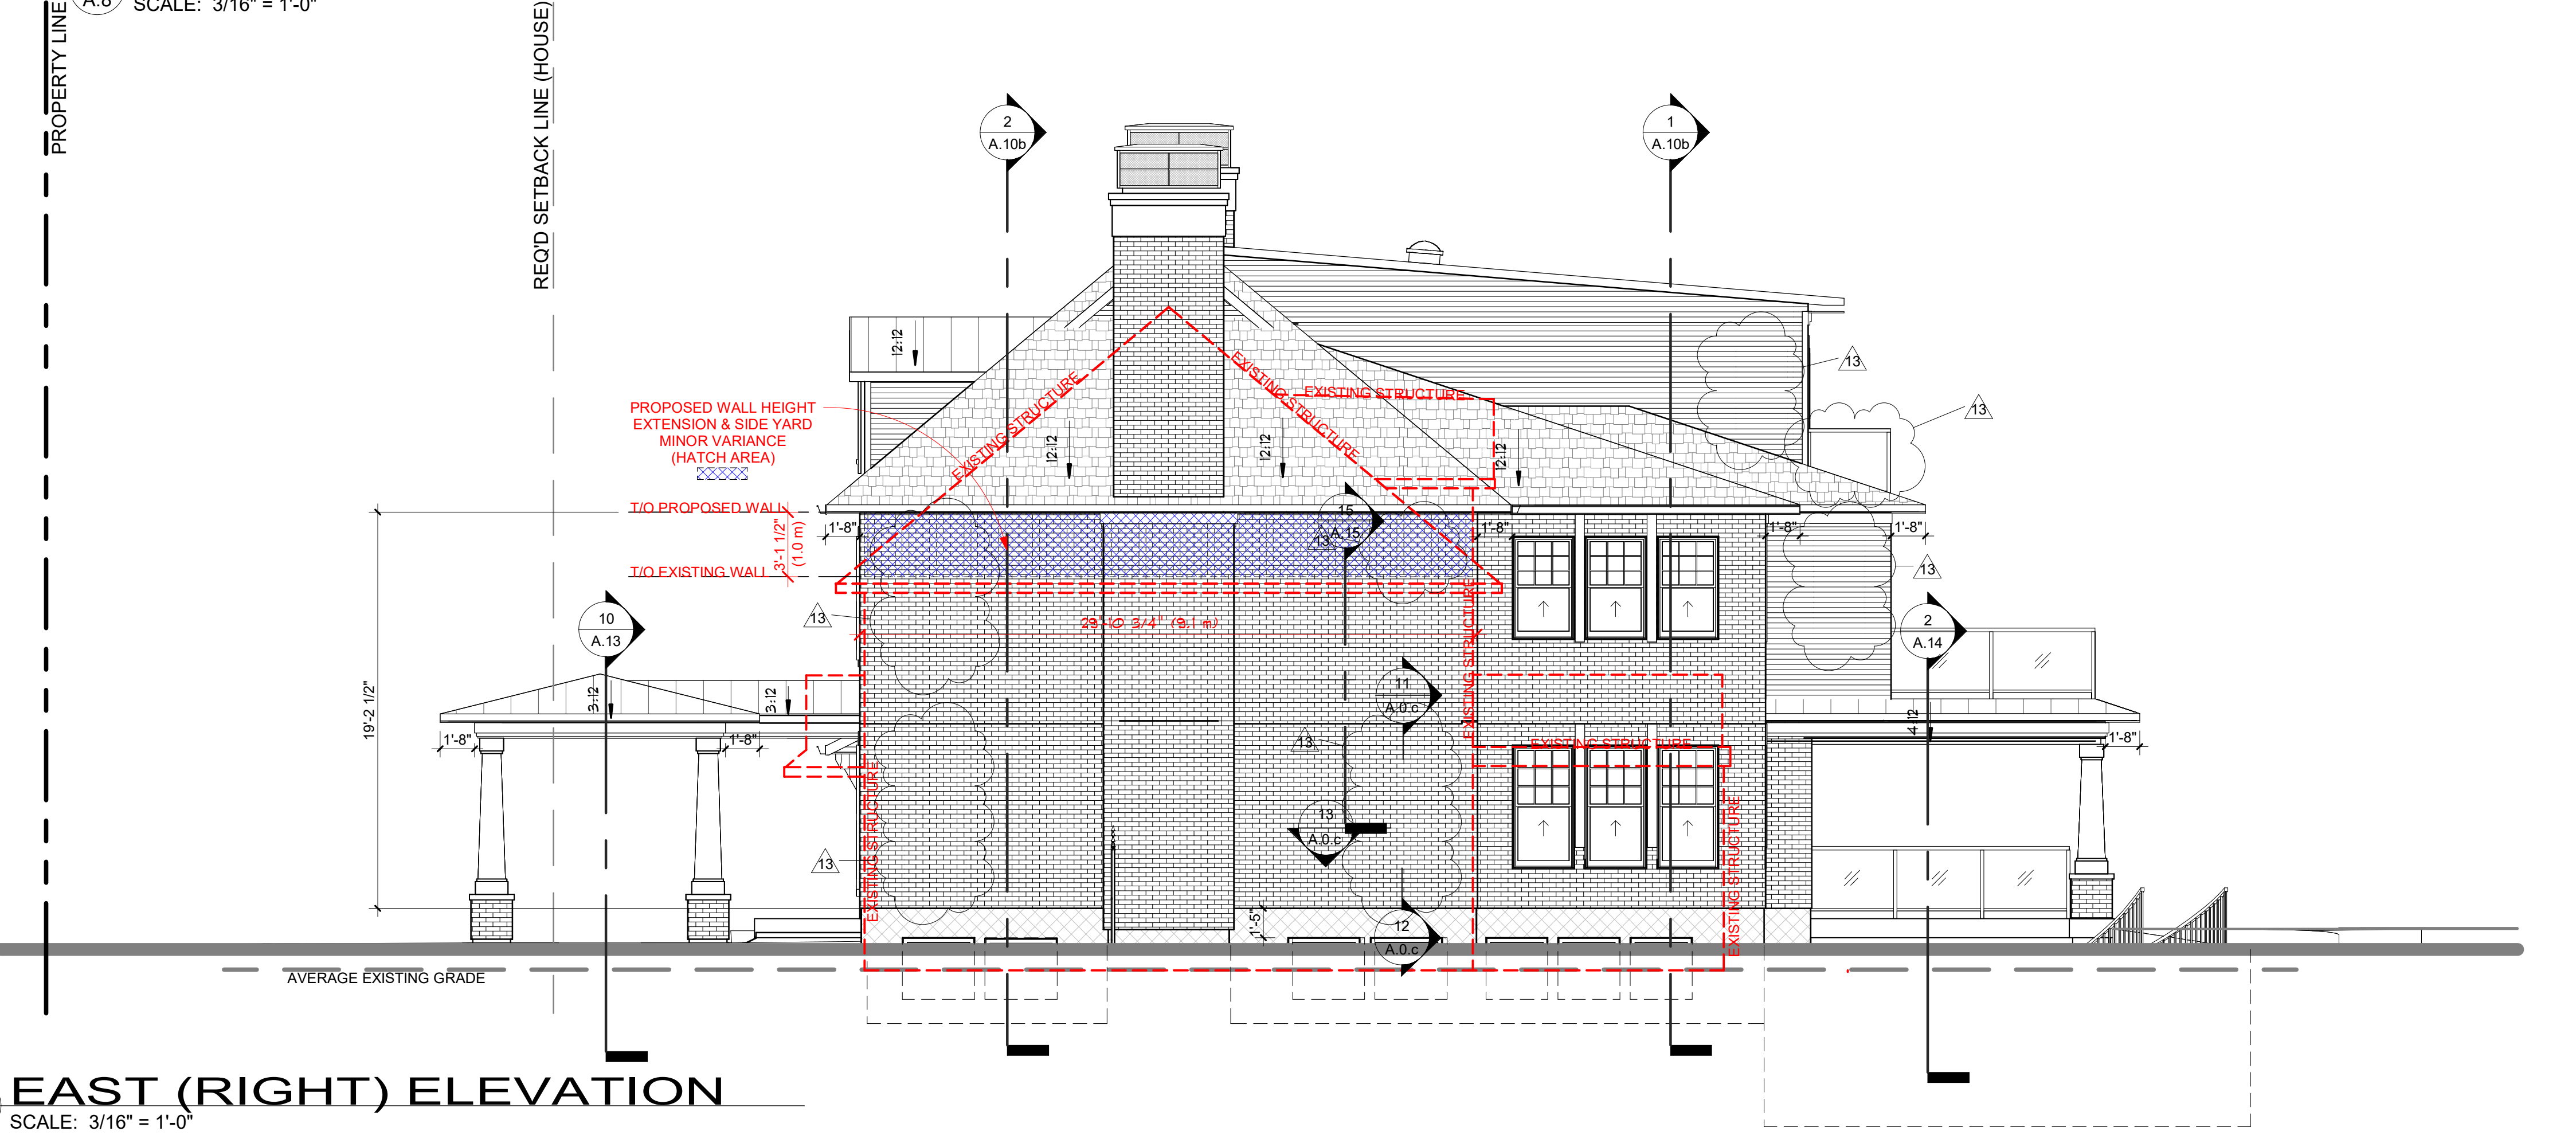 A.8
SCALE: 3/16" = 1'-0"
PROPERTY LINE
REQ'D SETBACK LINE (HOUSE)
2
A.10b
1
A.10b
12:12
13
13
EXISTING STRUCTURE
EXISTING STRUCTURE
EXISTING STRUCTURE
PROPOSED WALL HEIGHT
EXTENSION & SIDE YARD
MINOR VARIANCE
(HATCH AREA)
12:12
12:12
12:12
T/O PROPOSED WALL
15
A.15
13
1'-8"
1'-8"
1'-8"
1'-8"
3'-1 1/2"
(1.0 m)
T/O EXISTING WALL
13
13
10
A.13
2
A.14
EXISTING STRUCTURE
19'-2 1/2"
3:12
3:12
11
A.0.c
4:12
1'-8"
1'-8"
13
EXISTING STRUCTURE
1'-8"
EXISTING STRUCTURE
13
A.0.c
13
EXISTING STRUCTURE
1'-5"
12
A.0.c
AVERAGE EXISTING GRADE
EAST (RIGHT) ELEVATION
SCALE: 3/16" = 1'-0"